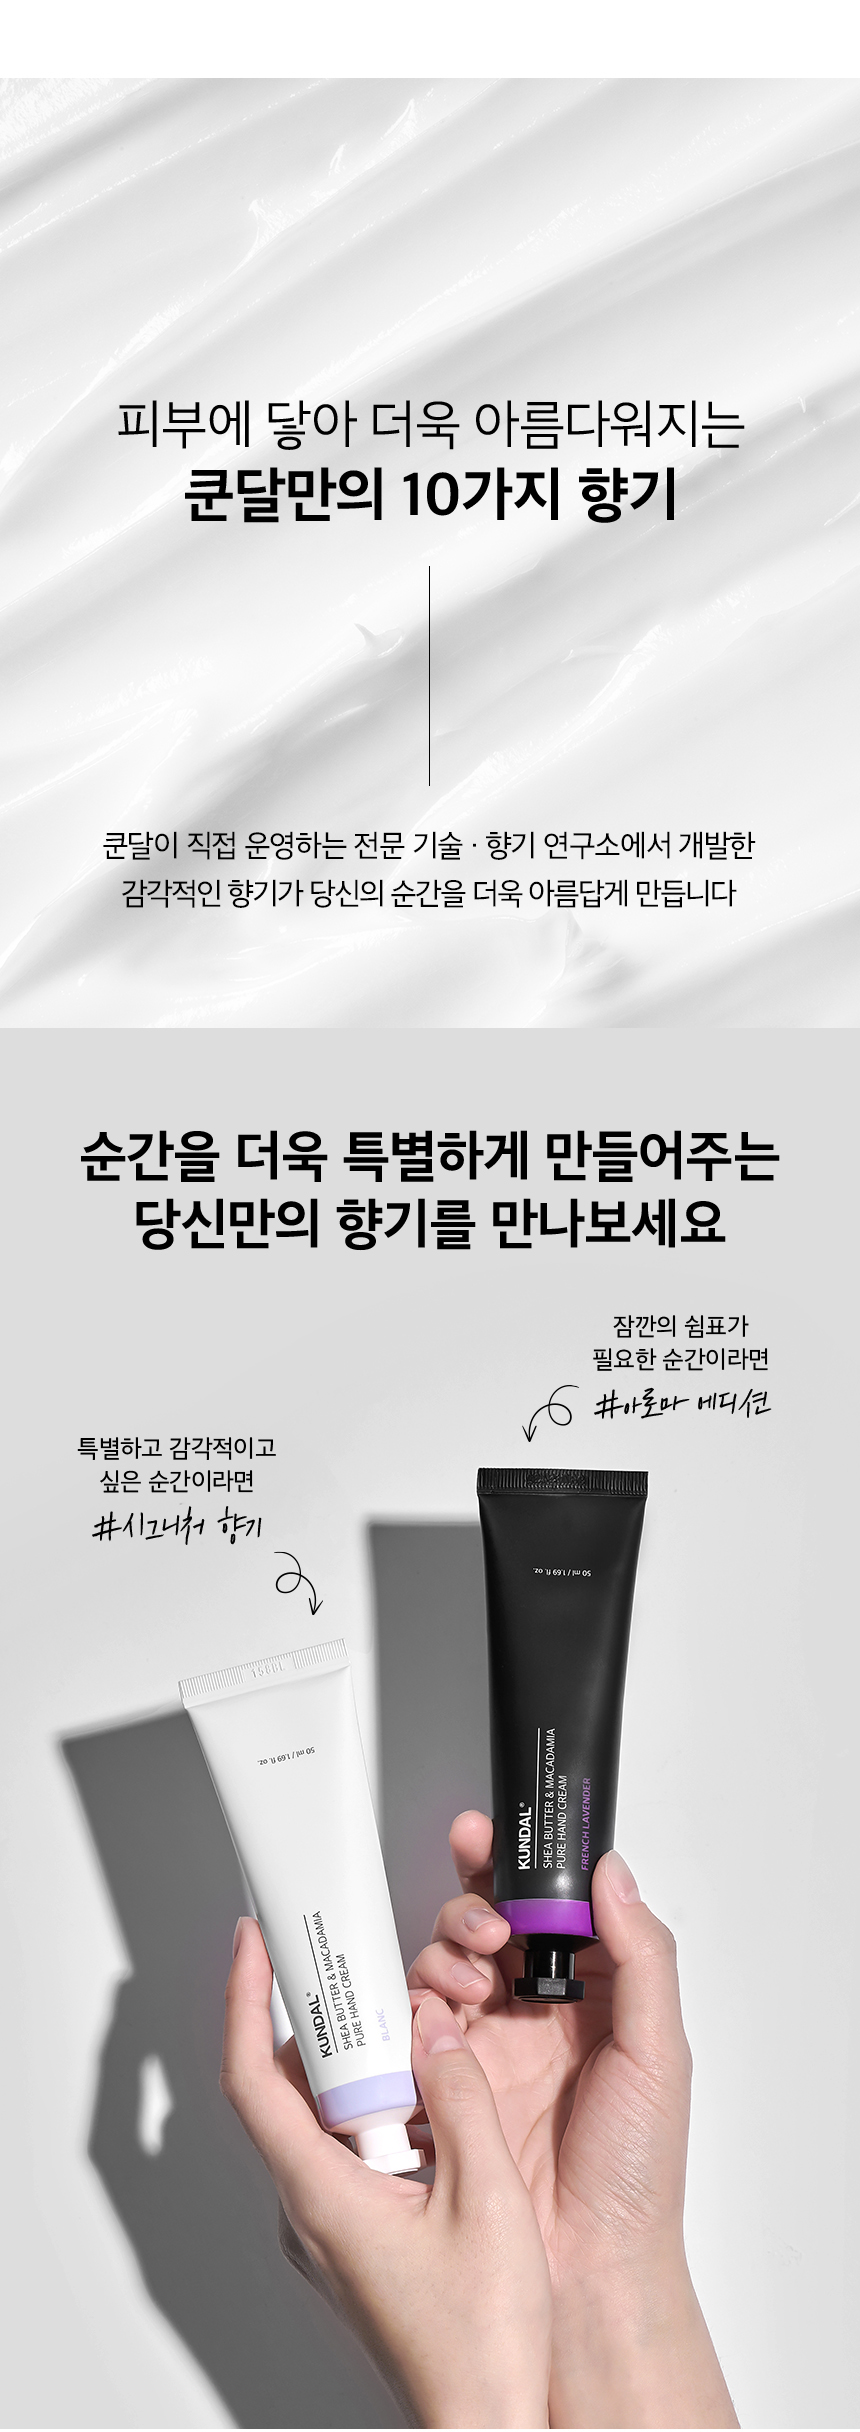 피부에 닿아 더욱 아름다워지는
쿤달만의 10가지 향기
쿤달이 직접 운영하는 전문 기술 · 향기 연구소에서 개발한
감각적인 향기가 당신의 순간을 더욱 아름답게 만듭니다
순간을 더욱 특별하게 만들어주는
당신만의 향기를 만나보세요
잠깐의 쉼표가
필요한 순간이라면
#아로마 에디션
특별하고 감각적이고
싶은 순간이라면
#시그니처 향기
50 ml / 1.69 fl. oz.
KUNDAL®
SHEA BUTTER & MACADAMIA
PURE HAND CREAM
FRENCH LAVENDER
50 ml / 1.69 fl. oz.
KUNDAL®
SHEA BUTTER & MACADAMIA
PURE HAND CREAM
BLANC